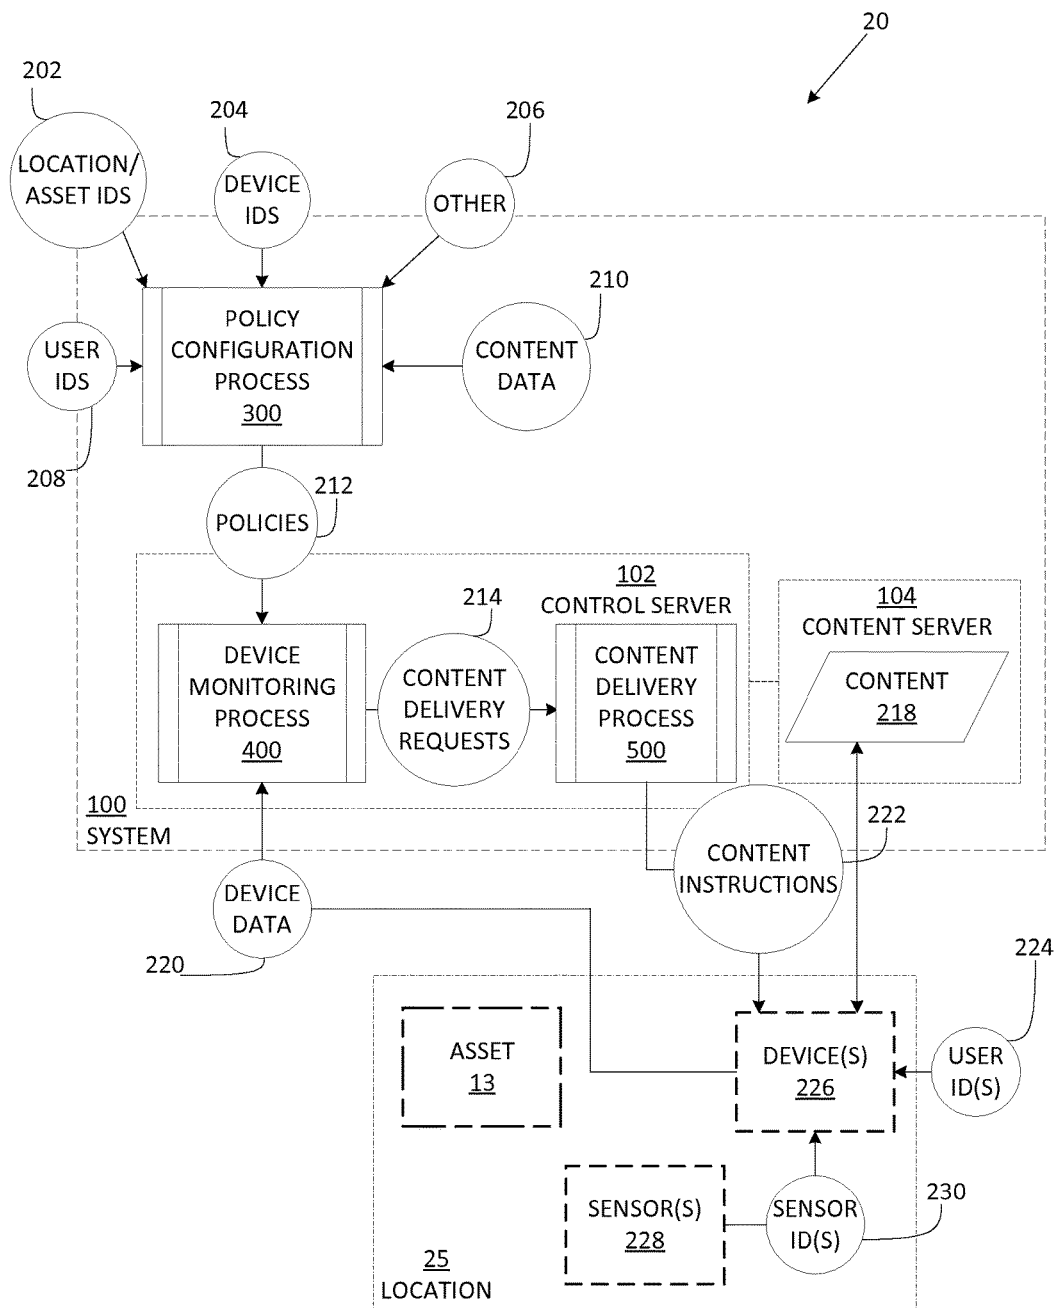 20
202
LOCATION/
ASSET IDS
204
DEVICE
IDS
206
OTHER
POLICY
CONFIGURATION
PROCESS
300
210
CONTENT
DATA
USER
IDS
208
212
POLICIES
102
CONTROL SERVER
104
CONTENT SERVER
214
DEVICE
MONITORING
PROCESS
400
CONTENT
DELIVERY
REQUESTS
CONTENT
DELIVERY
PROCESS
500
CONTENT
218
100
SYSTEM
222
CONTENT
INSTRUCTIONS
DEVICE
DATA
220
224
ASSET
13
DEVICE(S)
226
USER
ID(S)
SENSOR(S)
228
SENSOR
ID(S)
230
25
LOCATION